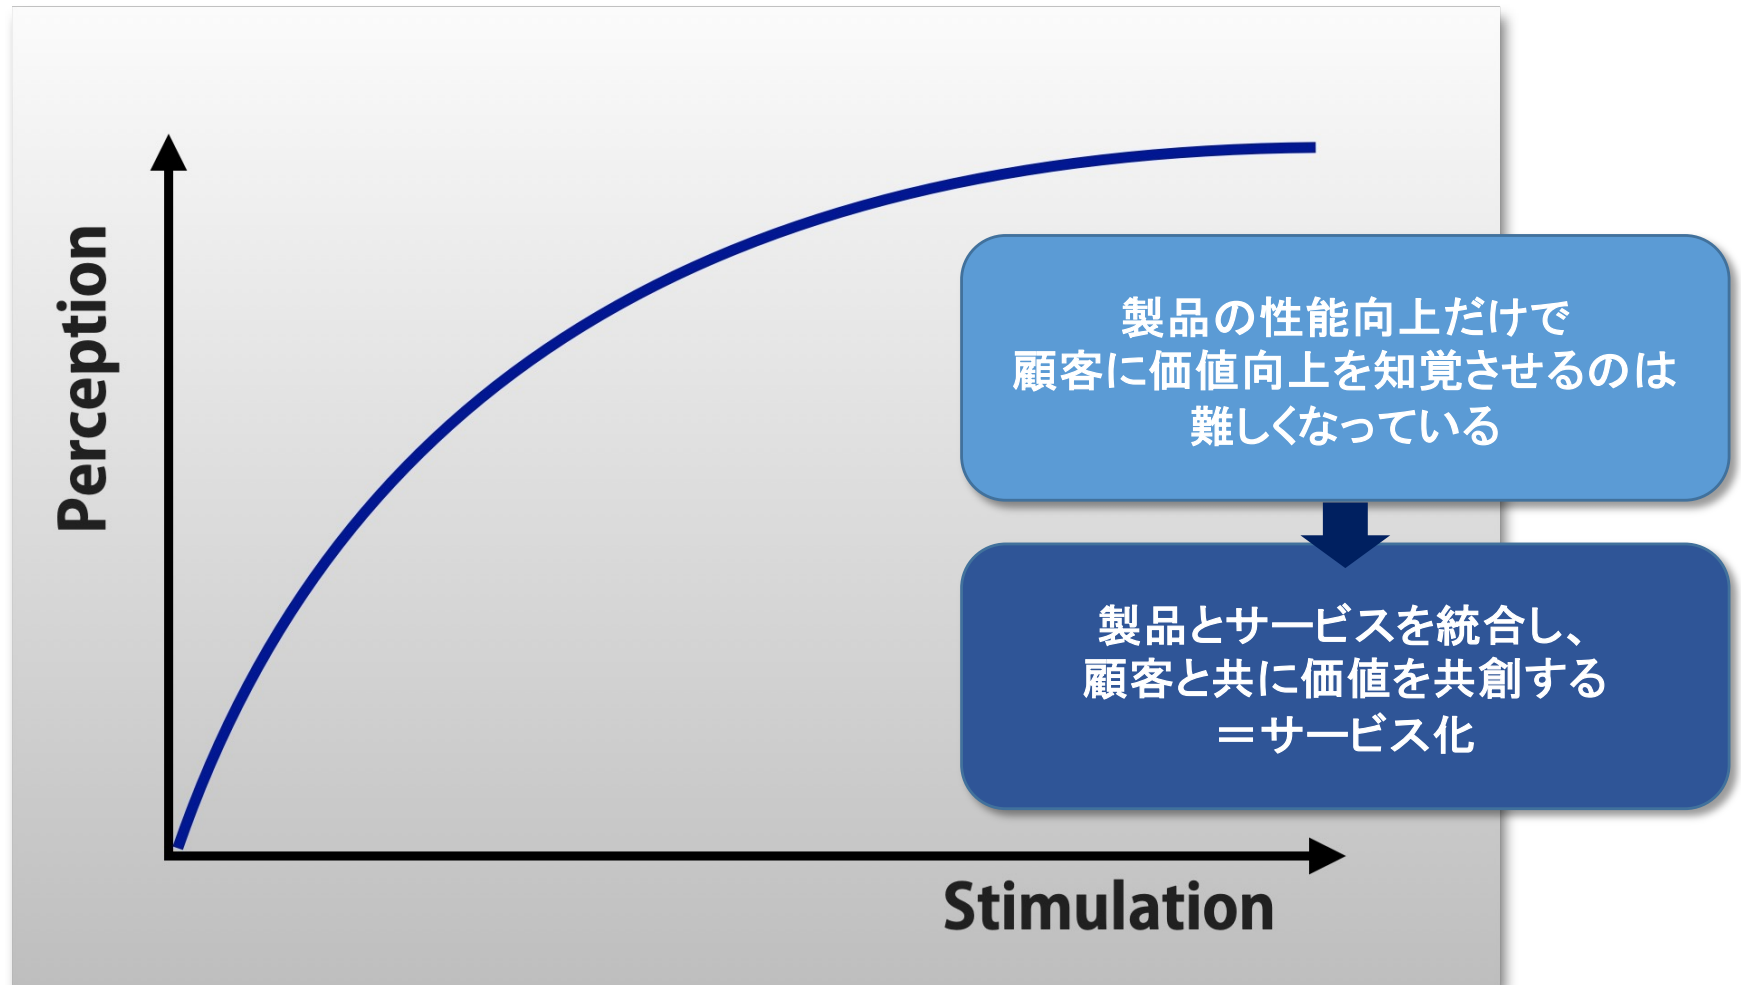 Perception
製品の性能向上だけで
顧客に価値向上を知覚させるのは
難しくなっている
製品とサービスを統合し、
顧客と共に価値を共創する
＝サービス化
Stimulation